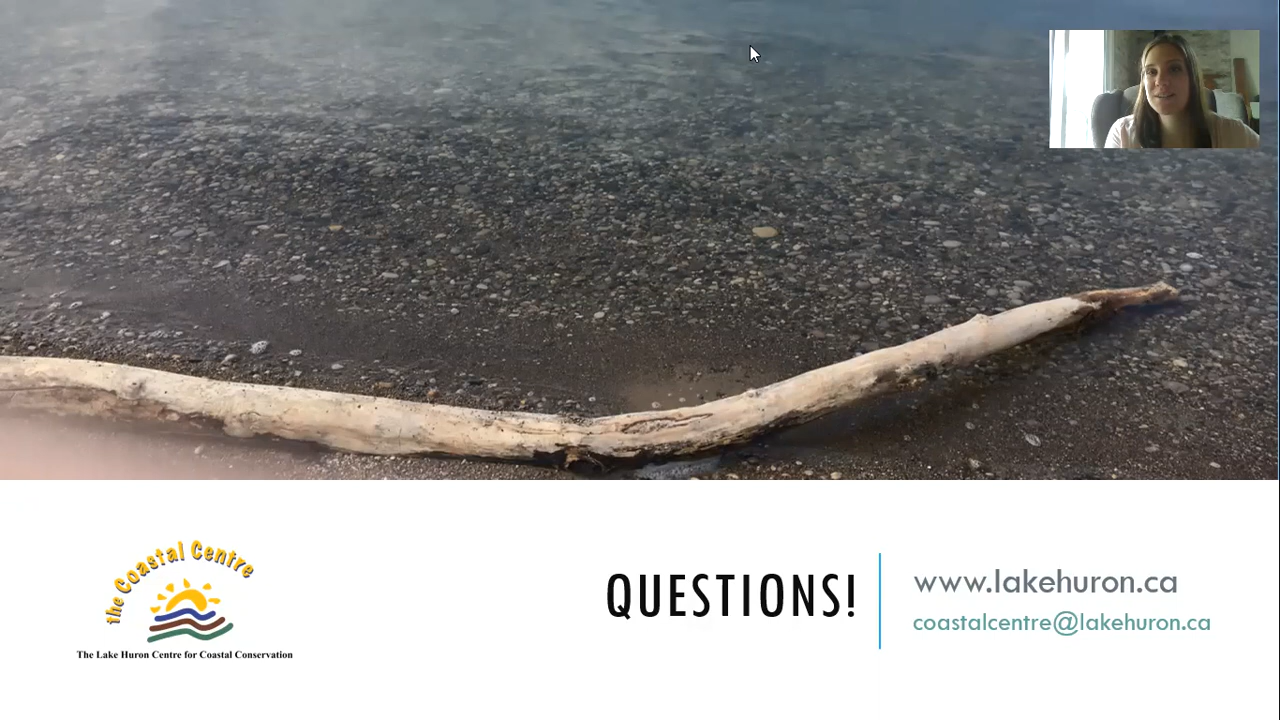 the Coastal Centre
The Lake Huron Centre for Coastal Conservation
QUESTIONS!
www.lakehuron.ca
coastalcentre@lakehuron.ca